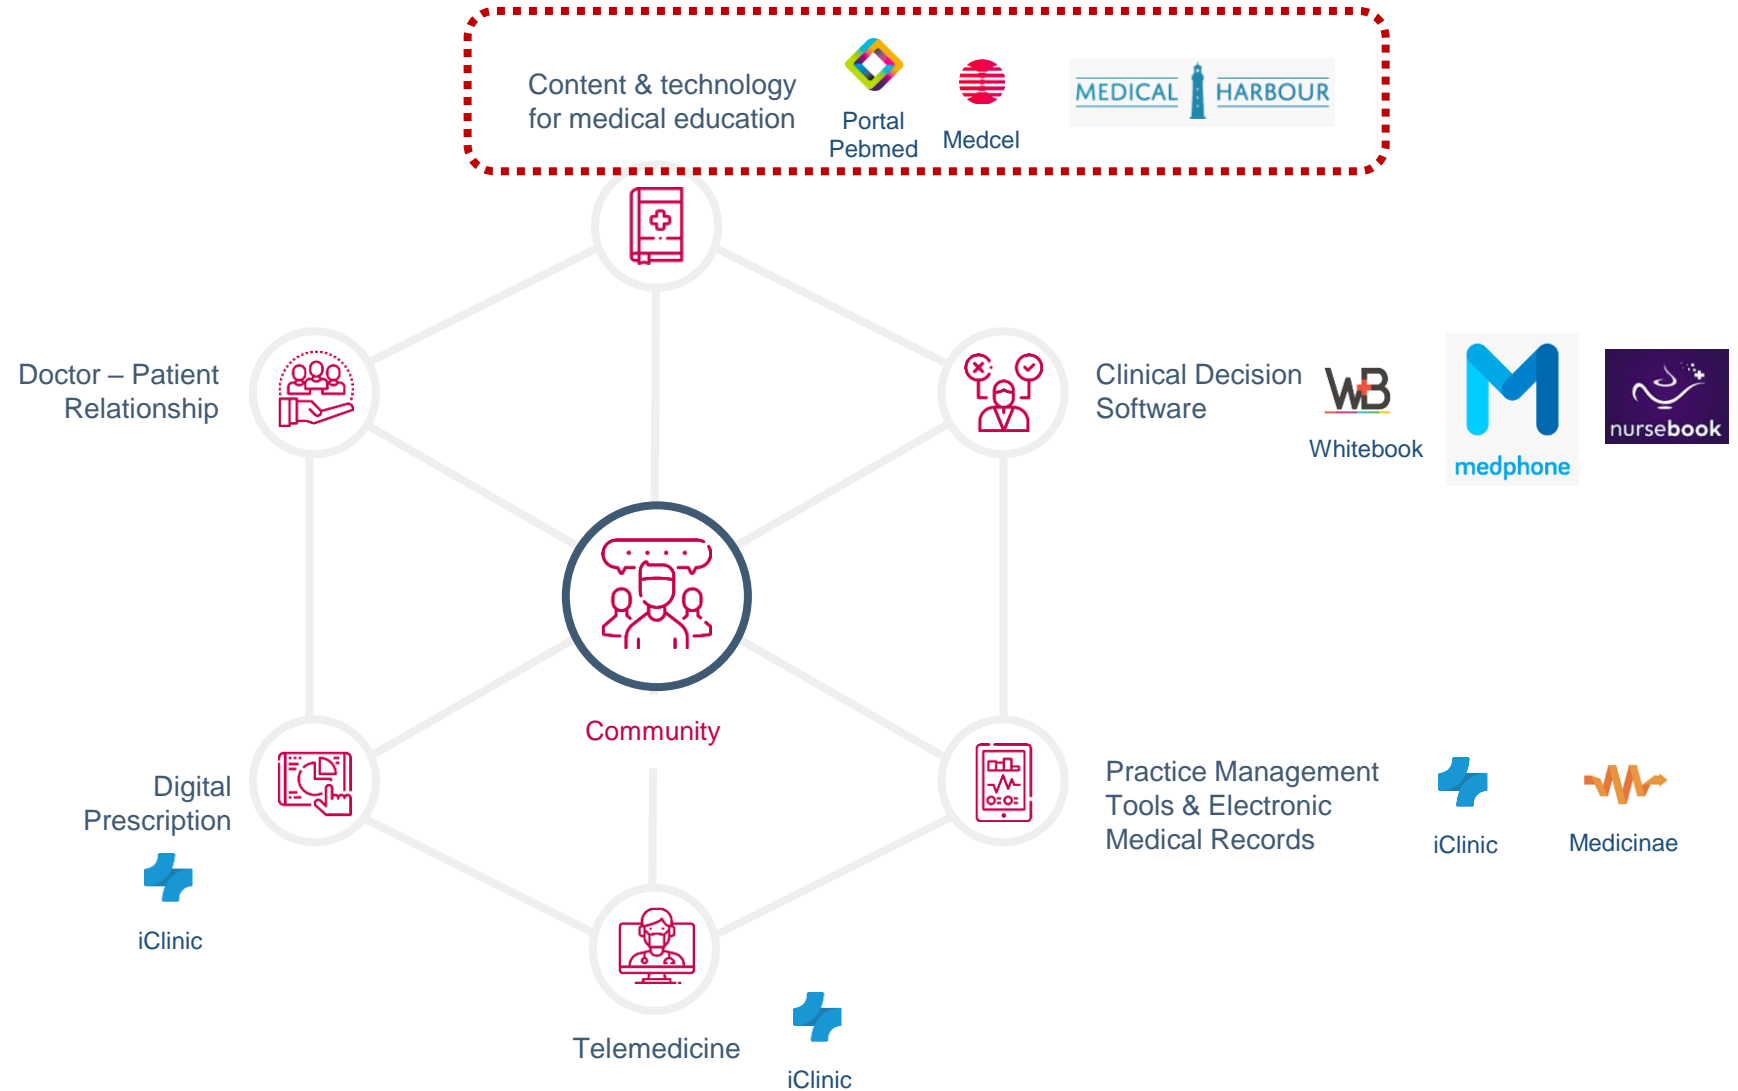 Content & technology
for medical education
Portal
Pebmed
Medcel
MEDICAL HARBOUR
Doctor – Patient
Relationship
Clinical Decision
Software
W+B
Whitebook
medphone
nursebook
Community
Digital
Prescription
iClinic
Practice Management
Tools & Electronic
Medical Records
iClinic
Medicinae
Telemedicine
iClinic